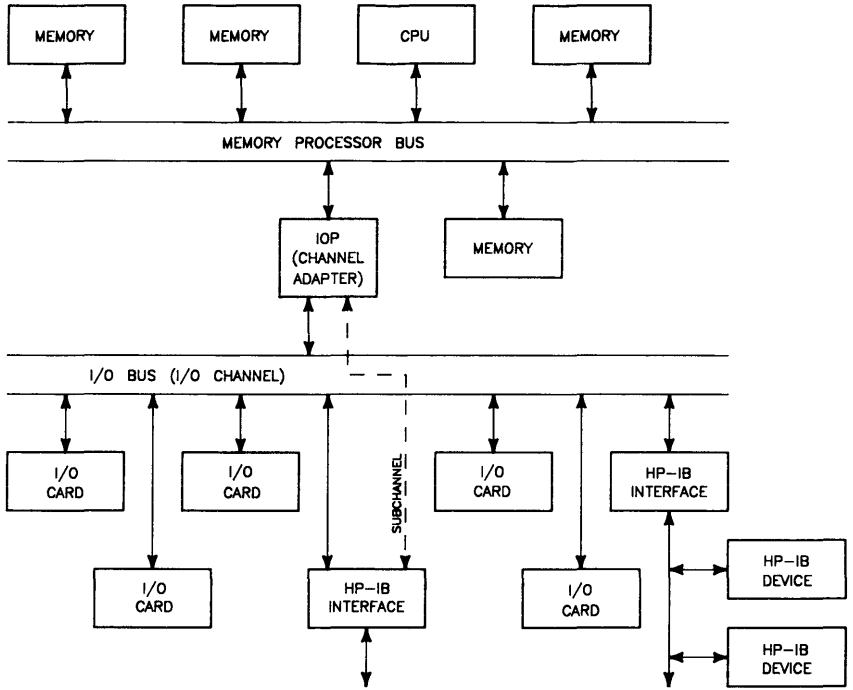 MEMORY
MEMORY
CPU
MEMORY
MEMORY PROCESSOR BUS
IOP
(CHANNEL
ADAPTER)
MEMORY
I/O BUS (I/O CHANNEL)
SUBCHANNEL
I/O
CARD
I/O
CARD
I/O
CARD
HP-IB
INTERFACE
I/O
CARD
HP-IB
INTERFACE
I/O
CARD
HP-IB
DEVICE
HP-IB
DEVICE